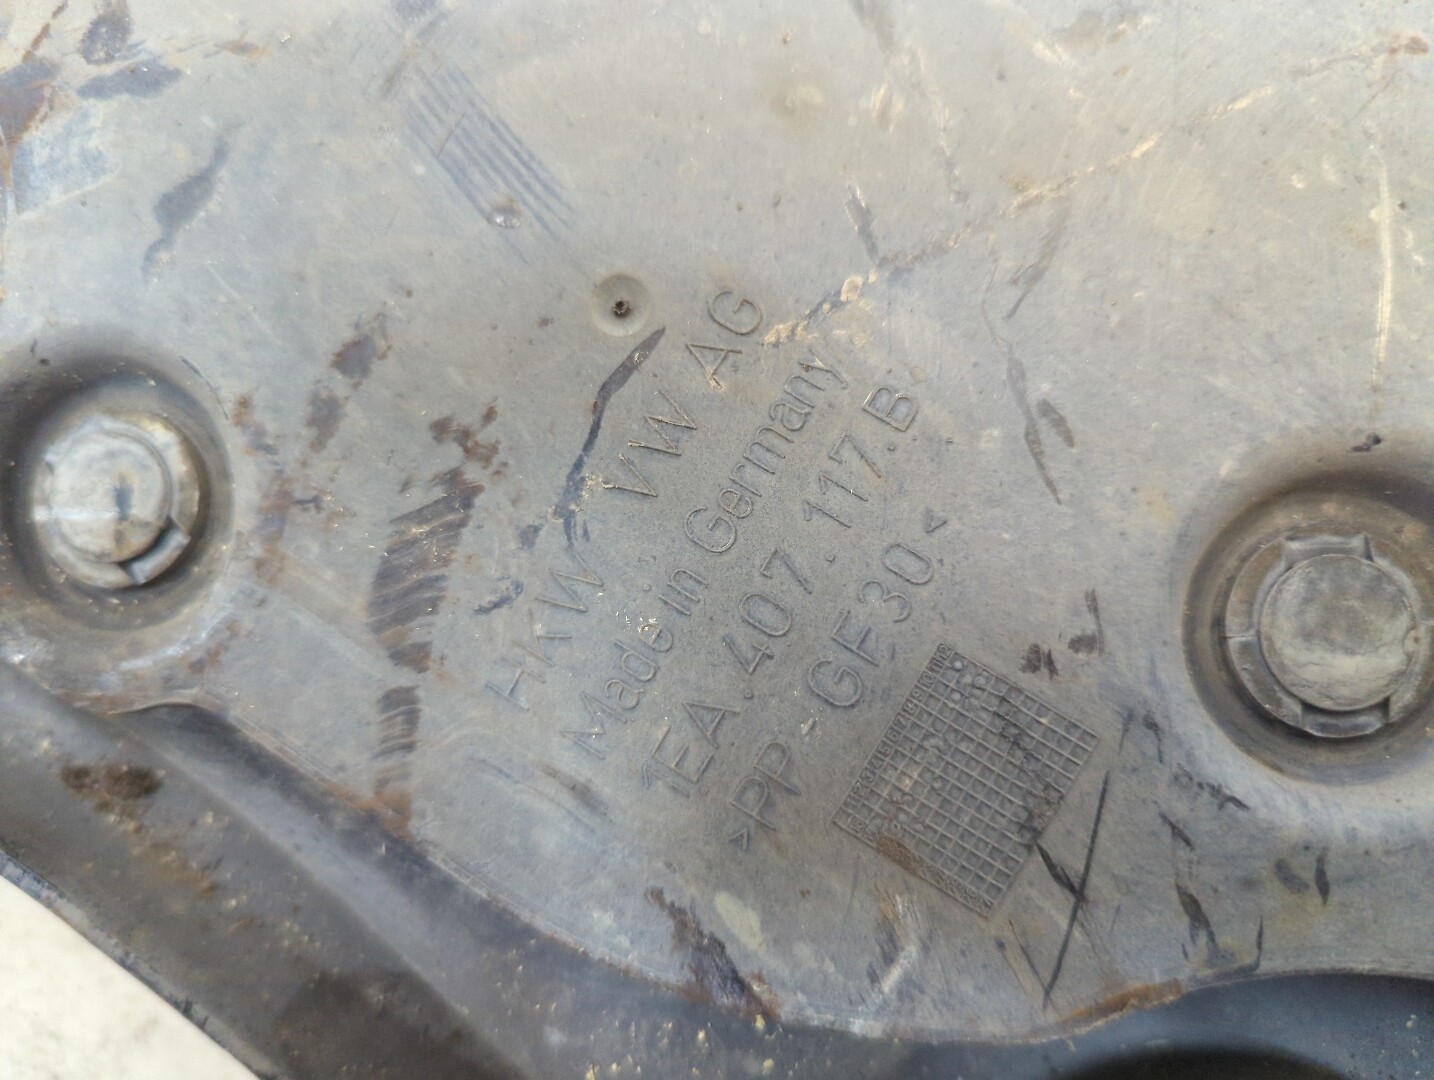 HKW VW AG
Made in Germany
1EA.407.117.B
>PP-GF30<